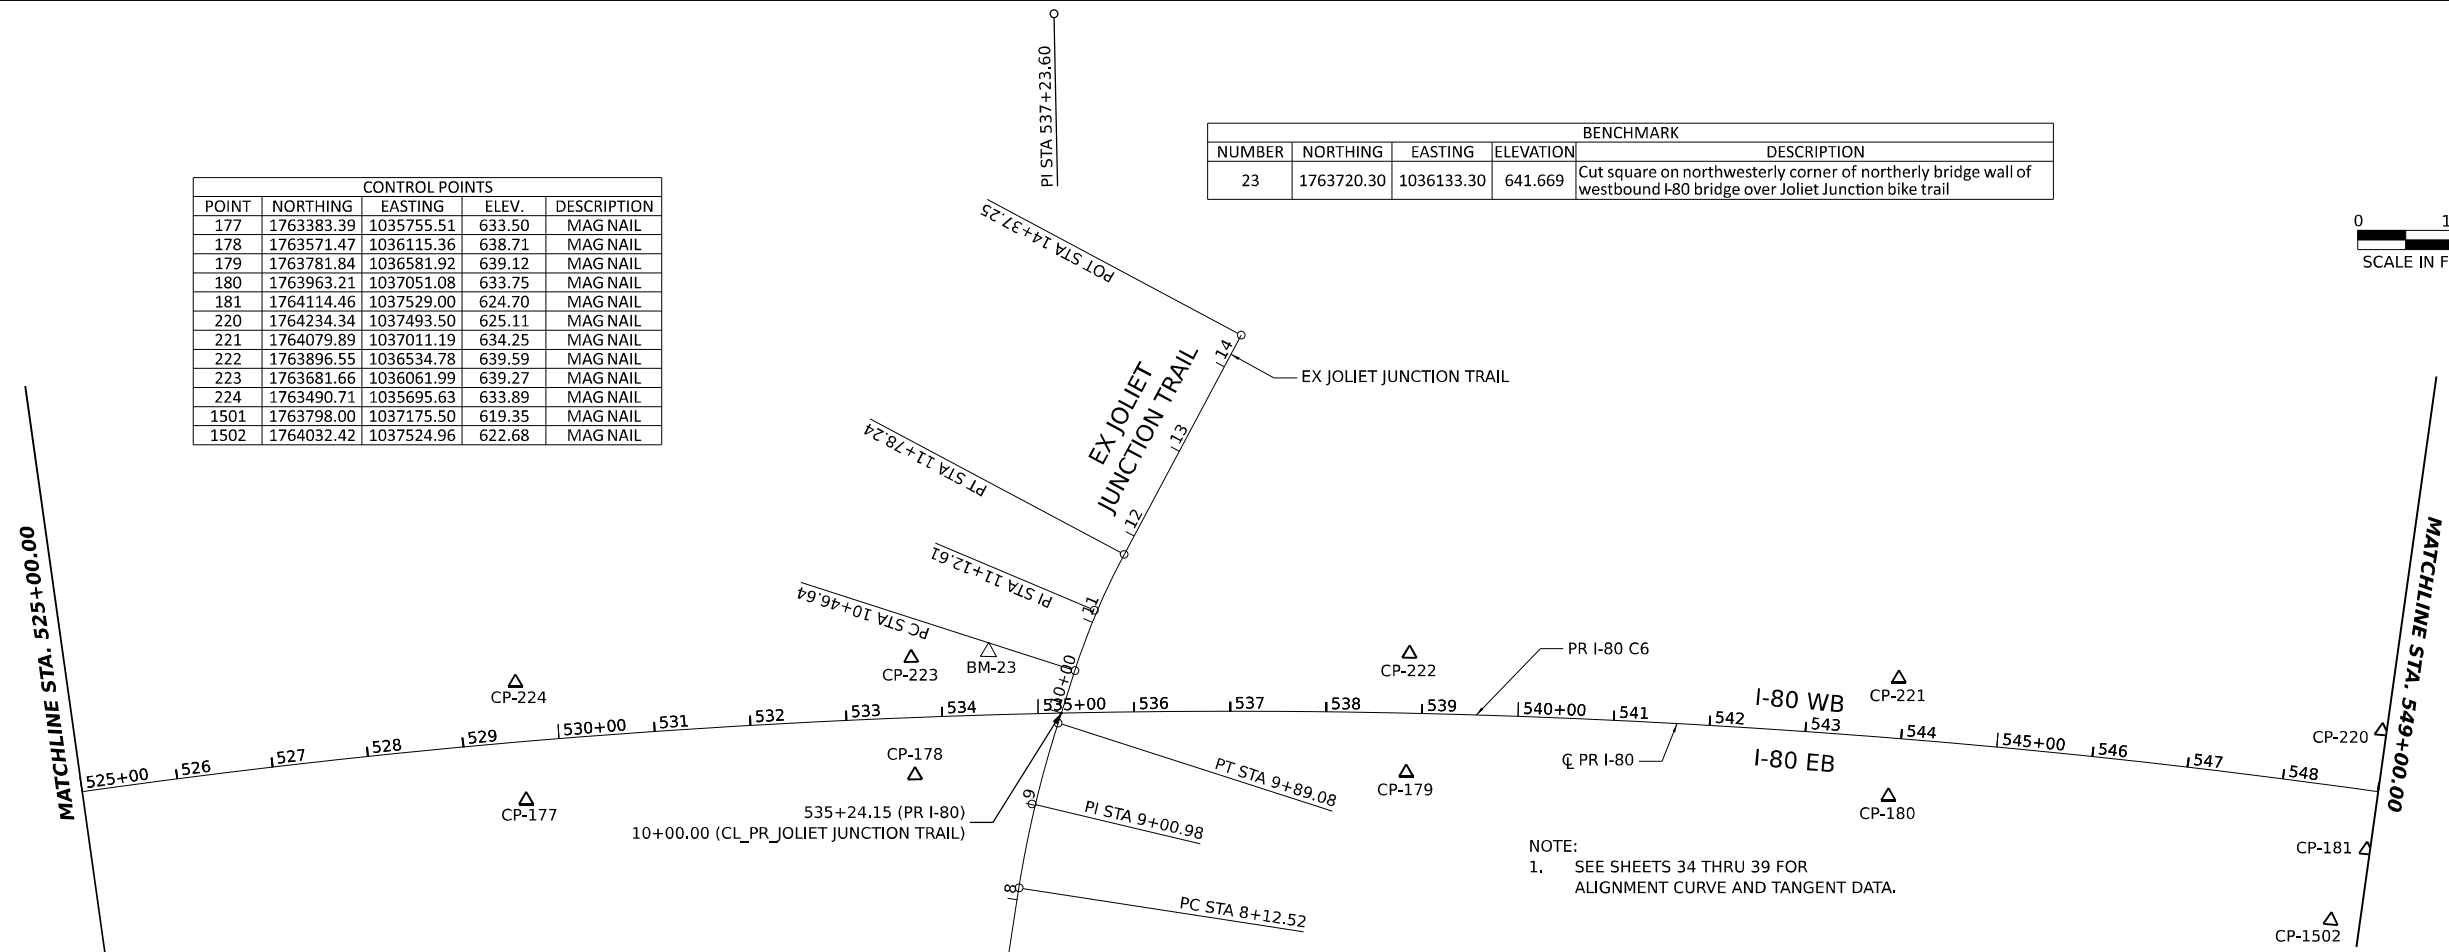 PI STA 537+23.60
BENCHMARK
NUMBER NORTHING EASTING ELEVATION DESCRIPTION
23 1763720.30 1036133.30 641.669 Cut square on northwesterly corner of northerly bridge wall of
westbound I-80 bridge over Joliet Junction bike trail
CONTROL POINTS
POINT NORTHING EASTING ELEV. DESCRIPTION
177 1763383.39 1035755.51 633.50 MAG NAIL
178 1763571.47 1036115.36 638.71 MAG NAIL
179 1763781.84 1036581.92 639.12 MAG NAIL
180 1763963.21 1037051.08 633.75 MAG NAIL
181 1764114.46 1037529.00 624.70 MAG NAIL
220 1764234.34 1037493.50 625.11 MAG NAIL
221 1764079.89 1037011.19 634.25 MAG NAIL
222 1763896.55 1036534.78 639.59 MAG NAIL
223 1763681.66 1036061.99 639.27 MAG NAIL
224 1763490.71 1035695.63 633.89 MAG NAIL
1501 1763798.00 1037175.50 619.35 MAG NAIL
1502 1764032.42 1037524.96 622.68 MAG NAIL
0 1
SCALE IN F
POT STA 14+37.25
14
EX JOLIET JUNCTION TRAIL
EX JOLIET
JUNCTION TRAIL
13
PT STA 11+78.24
12
PI STA 11+12.61
11
PC STA 10+46.64
10+00
MATCHLINE STA. 525+00.00
MATCHLINE STA. 549+00.00
CP-224
CP-223
BM-23
CP-222
PR I-80 C6
I-80 WB
CP-221
CP-220
525+00
526
527
528
529
530+00
531
532
533
534
535+00
536
537
538
539
540+00
541
542
543
544
545+00
546
547
548
CP-177
CP-178
CP-179
℄ PR I-80
I-80 EB
CP-180
CP-181
PT STA 9+89.08
535+24.15 (PR I-80)
10+00.00 (CL_PR_JOLIET JUNCTION TRAIL)
9
PI STA 9+00.98
8
PC STA 8+12.52
NOTE:
1. SEE SHEETS 34 THRU 39 FOR
ALIGNMENT CURVE AND TANGENT DATA.
CP-1502